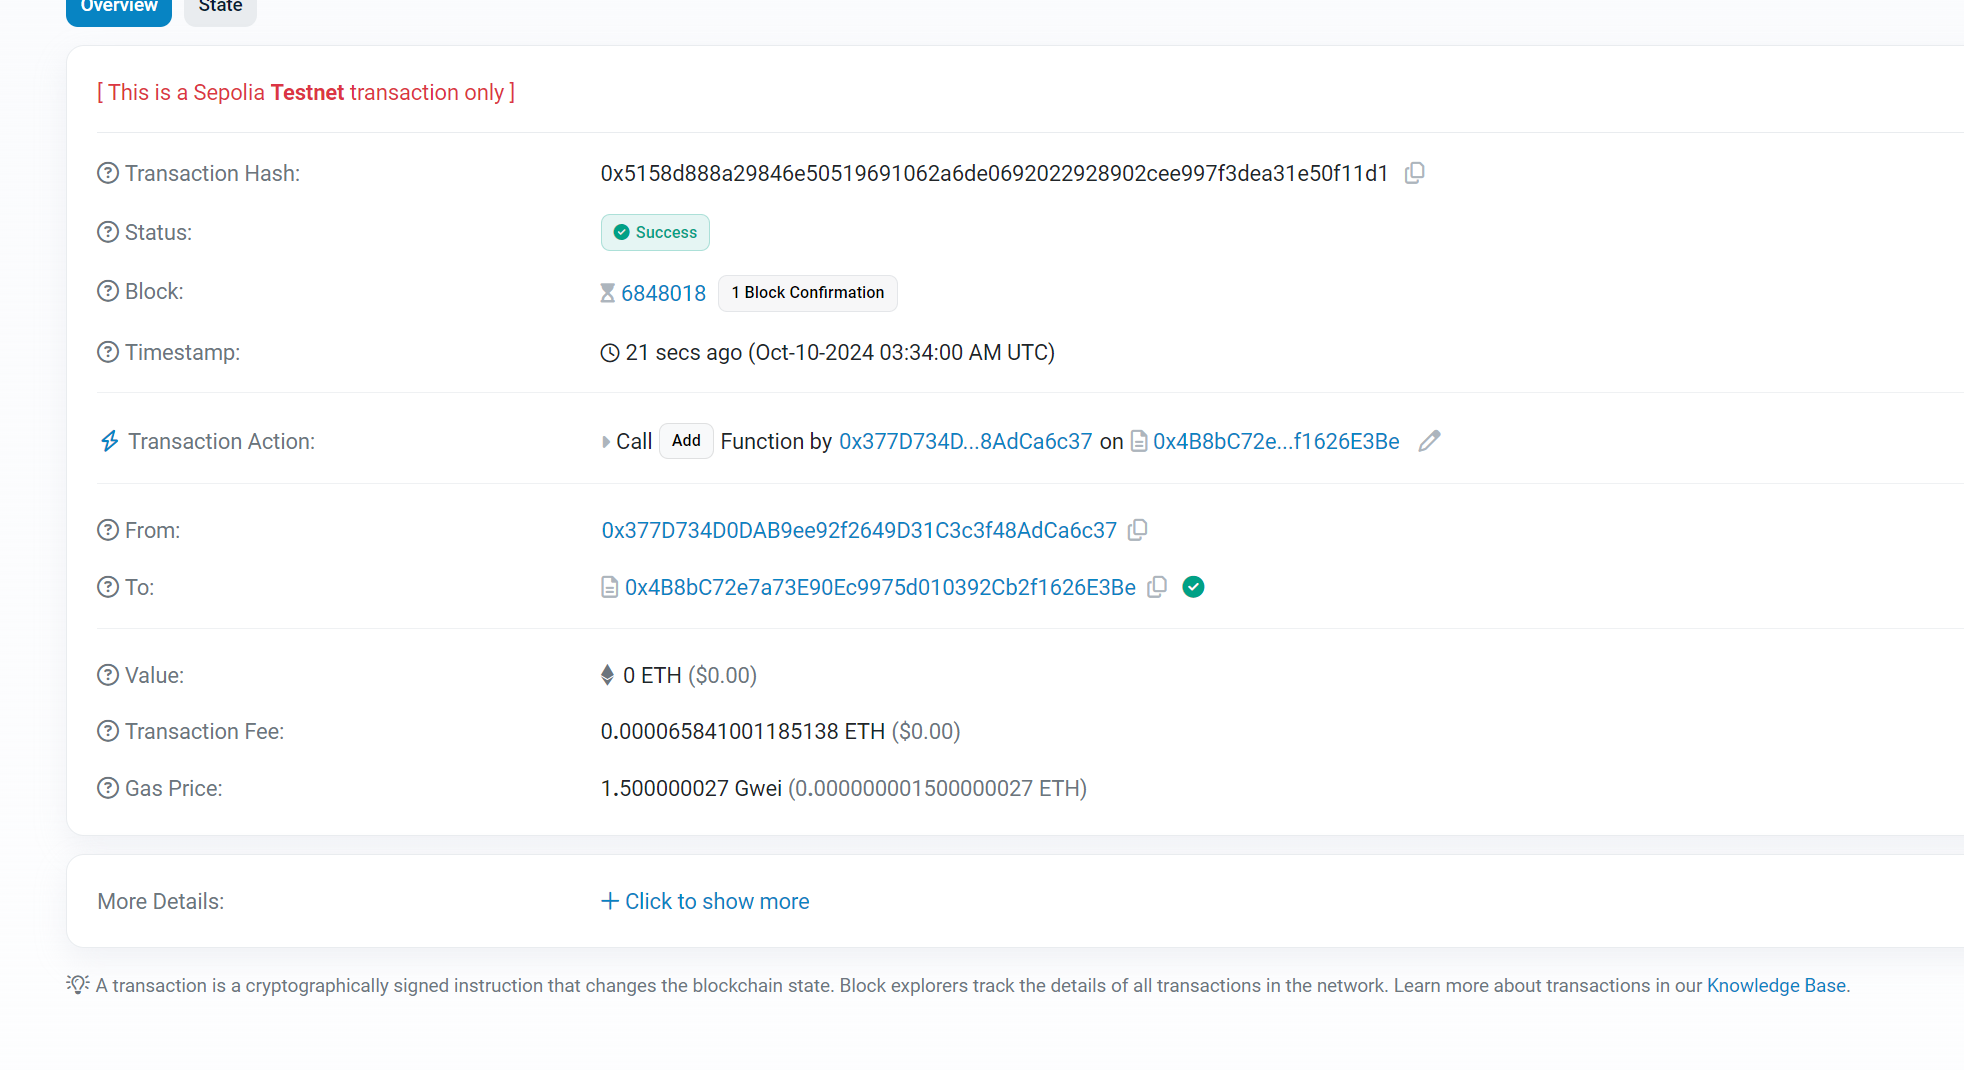 Overview State
[ This is a Sepolia Testnet transaction only ]
Transaction Hash: 0x5158d888a29846e50519691062a6de0692022928902cee997f3dea31e50f11d1
Status: Success
Block: 6848018 1 Block Confirmation
Timestamp: 21 secs ago (Oct-10-2024 03:34:00 AM UTC)
Transaction Action: Call Add Function by 0x377D734D...8AdCa6c37 on 0x4B8bC72e...f1626E3Be
From: 0x377D734D0DAB9ee92f2649D31C3c3f48AdCa6c37
To: 0x4B8bC72e7a73E90Ec9975d010392Cb2f1626E3Be
Value: 0 ETH ($0.00)
Transaction Fee: 0.000065841001185138 ETH ($0.00)
Gas Price: 1.500000027 Gwei (0.000000001500000027 ETH)
More Details: Click to show more
A transaction is a cryptographically signed instruction that changes the blockchain state. Block explorers track the details of all transactions in the network. Learn more about transactions in our Knowledge Base.